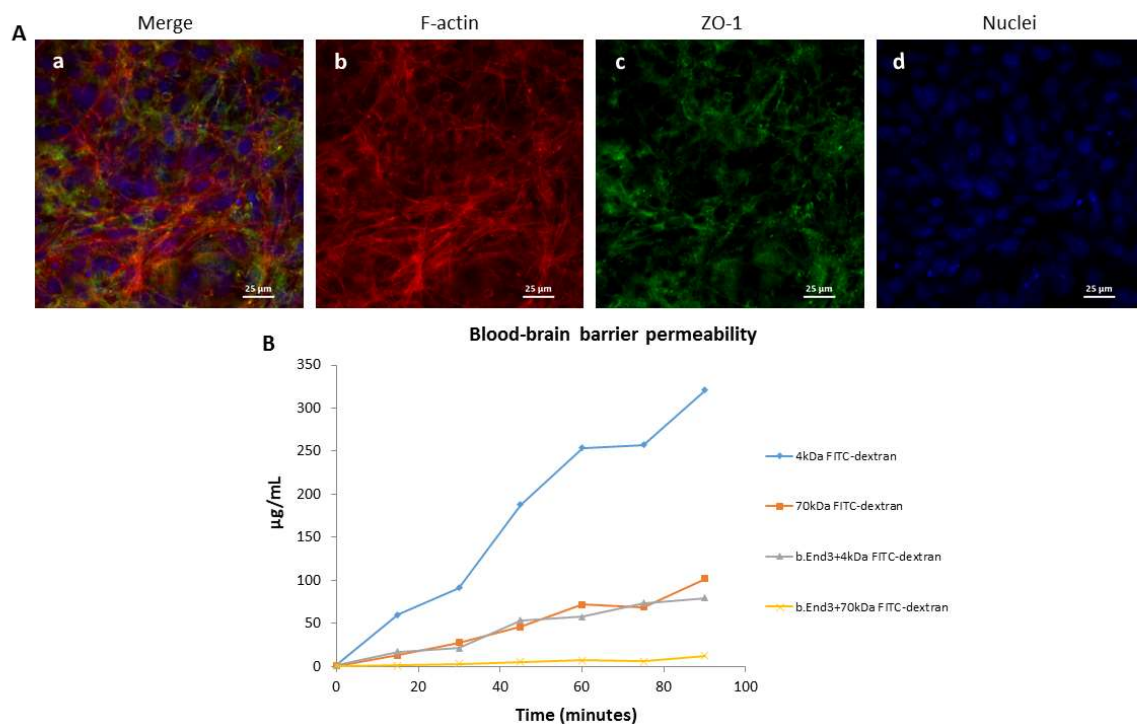 A
Merge
F-actin
ZO-1
Nuclei
a
b
c
d
25 µm
25 µm
25 µm
25 µm
B
Blood-brain barrier permeability
350
300
250
200
150
100
50
0
µg/mL
0
20
40
60
80
100
Time (minutes)
4kDa FITC-dextran
70kDa FITC-dextran
b.End3+4kDa FITC-dextran
b.End3+70kDa FITC-dextran